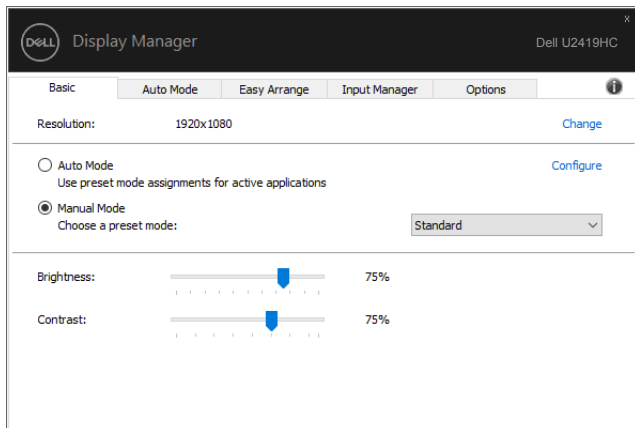 x
DELL Display Manager
Dell U2419HC
Basic Auto Mode Easy Arrange Input Manager Options i
Resolution: 1920x1080 Change
Auto Mode Configure
Use preset mode assignments for active applications
Manual Mode
Choose a preset mode: Standard
Brightness: 75%
Contrast: 75%